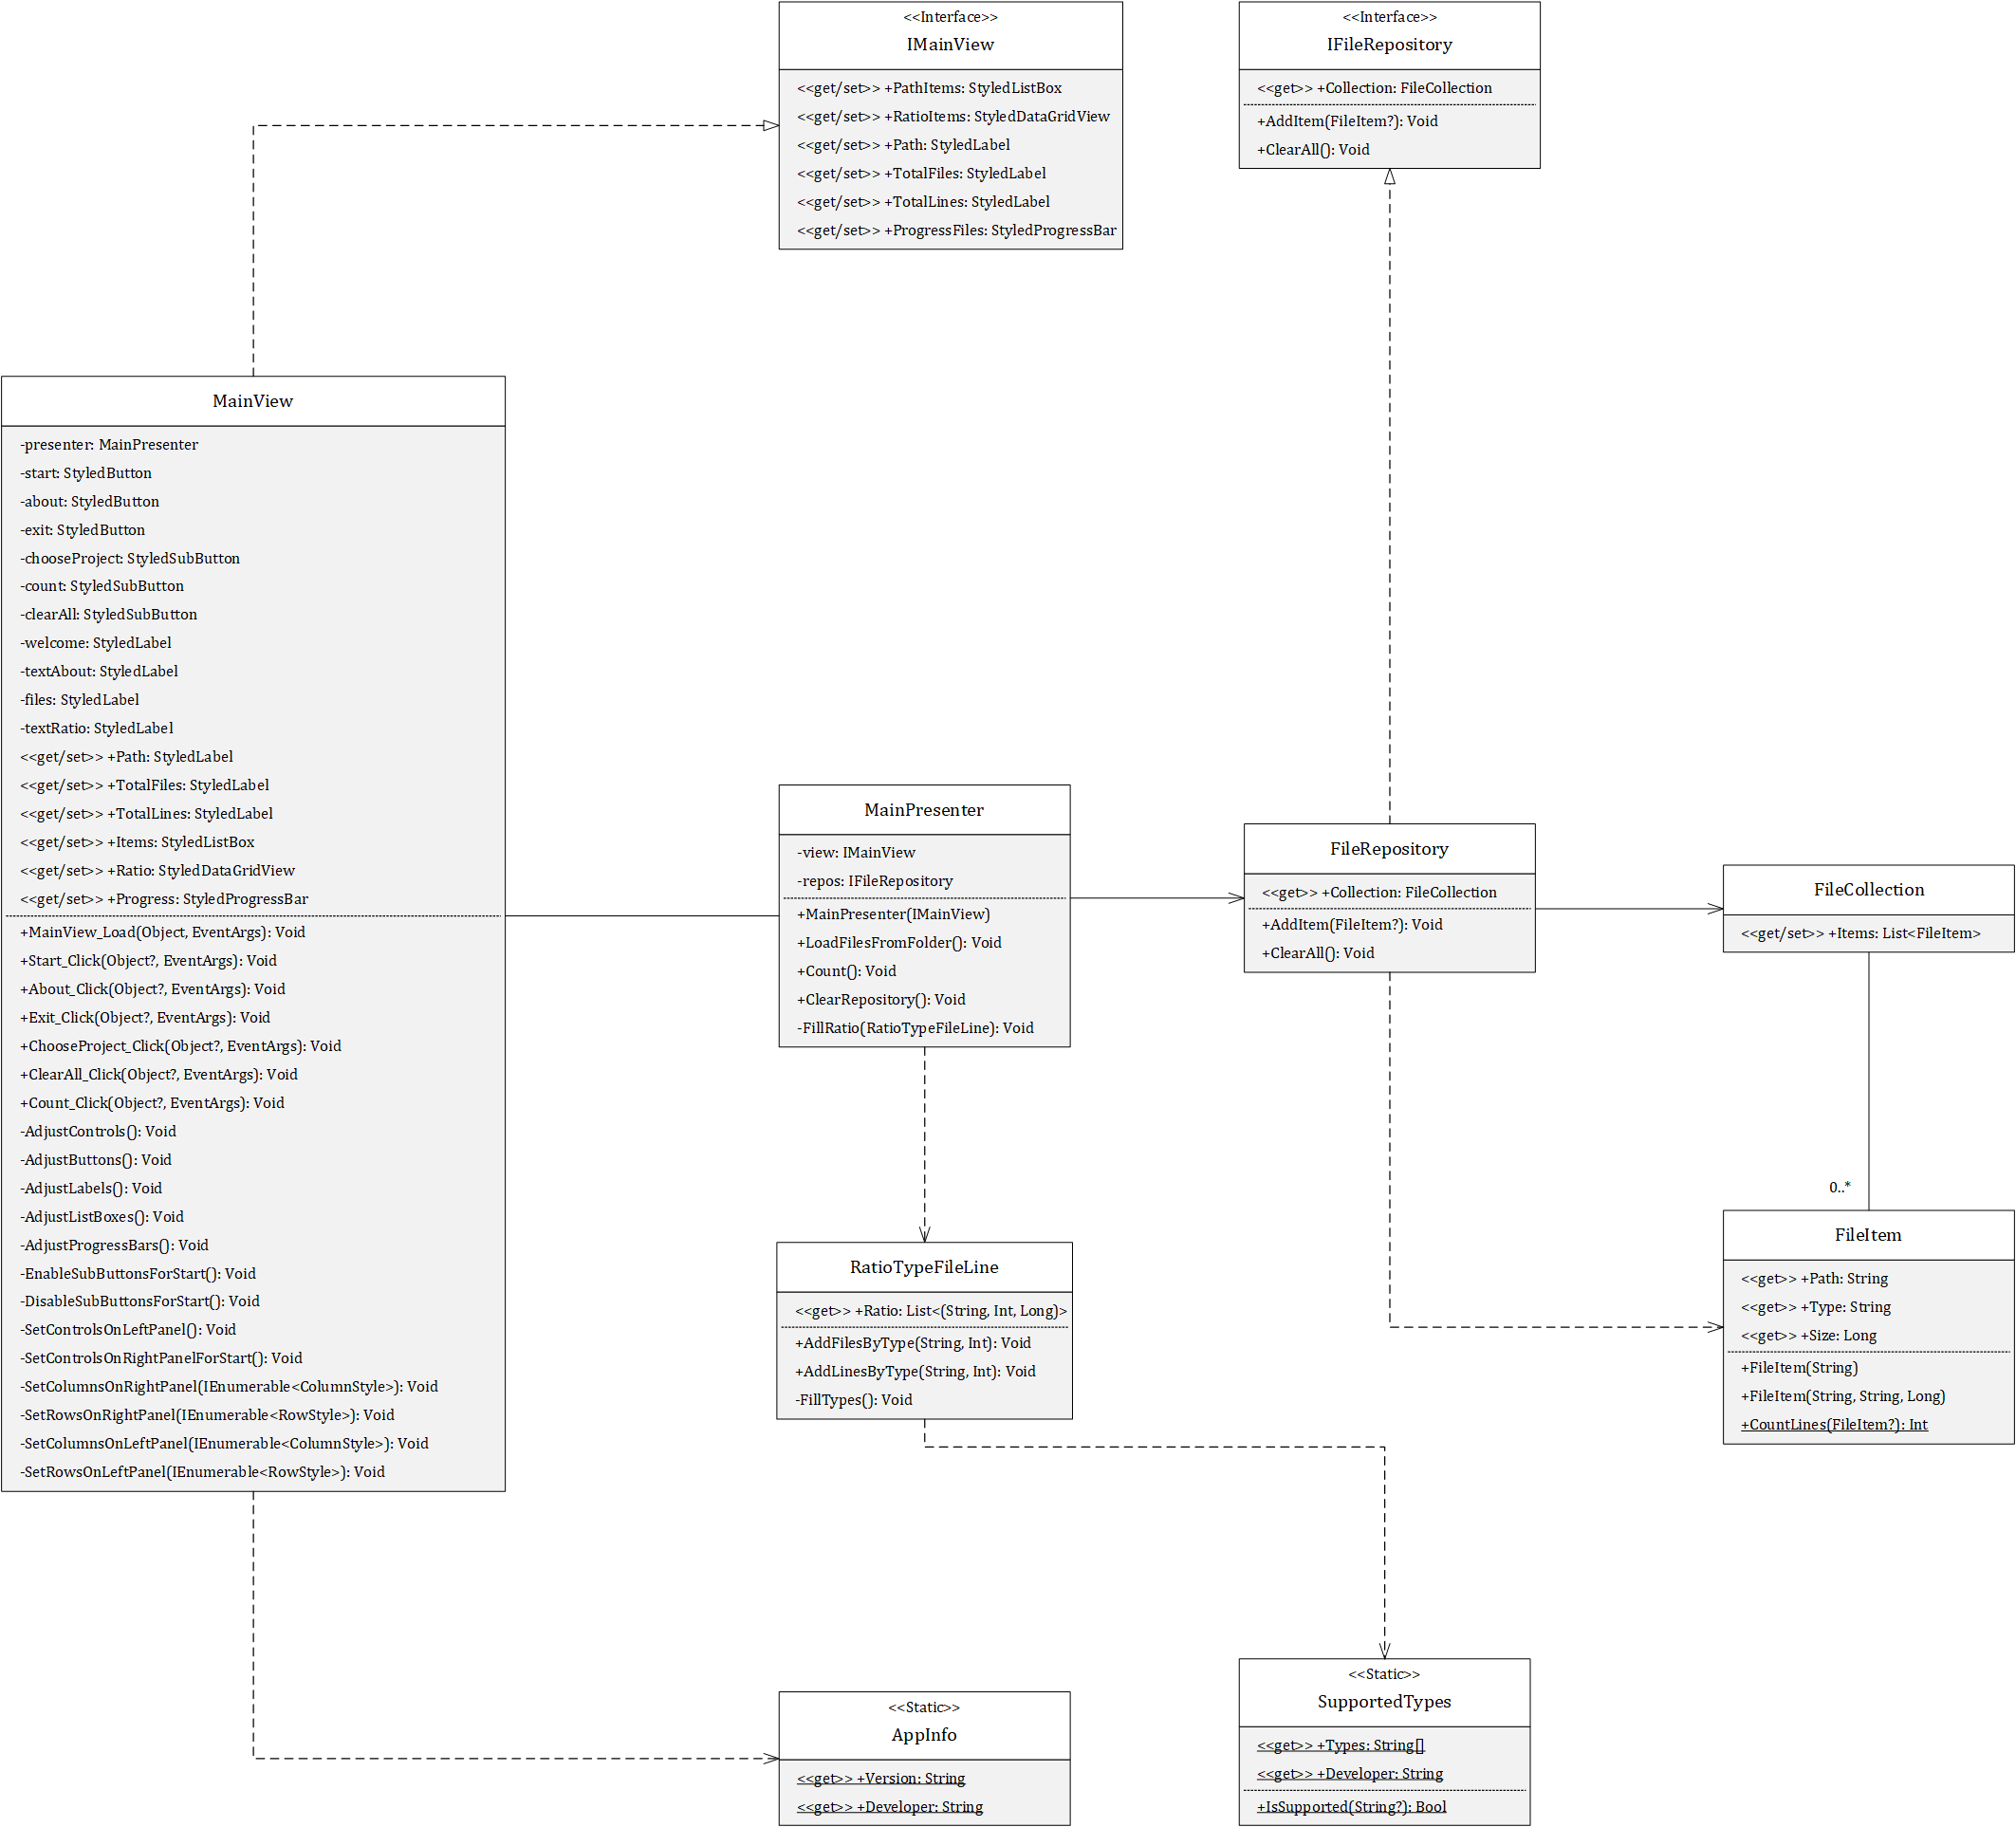 <<Interface>>
IMainView
<<get/set>> +PathItems: StyledListBox
<<get/set>> +RatioItems: StyledDataGridView
<<get/set>> +Path: StyledLabel
<<get/set>> +TotalFiles: StyledLabel
<<get/set>> +TotalLines: StyledLabel
<<get/set>> +ProgressFiles: StyledProgressBar
<<Interface>>
IFileRepository
<<get>> +Collection: FileCollection
+AddItem(FileItem?): Void
+ClearAll(): Void
MainView
-presenter: MainPresenter
-start: StyledButton
-about: StyledButton
-exit: StyledButton
-chooseProject: StyledSubButton
-count: StyledSubButton
-clearAll: StyledSubButton
-welcome: StyledLabel
-textAbout: StyledLabel
-files: StyledLabel
-textRatio: StyledLabel
<<get/set>> +Path: StyledLabel
<<get/set>> +TotalFiles: StyledLabel
<<get/set>> +TotalLines: StyledLabel
<<get/set>> +Items: StyledListBox
<<get/set>> +Ratio: StyledDataGridView
<<get/set>> +Progress: StyledProgressBar
+MainView_Load(Object, EventArgs): Void
+Start_Click(Object?, EventArgs): Void
+About_Click(Object?, EventArgs): Void
+Exit_Click(Object?, EventArgs): Void
+ChooseProject_Click(Object?, EventArgs): Void
+ClearAll_Click(Object?, EventArgs): Void
+Count_Click(Object?, EventArgs): Void
-AdjustControls(): Void
-AdjustButtons(): Void
-AdjustLabels(): Void
-AdjustListBoxes(): Void
-AdjustProgressBars(): Void
-EnableSubButtonsForStart(): Void
-DisableSubButtonsForStart(): Void
-SetControlsOnLeftPanel(): Void
-SetControlsOnRightPanelForStart(): Void
-SetColumnsOnRightPanel(IEnumerable<ColumnStyle>): Void
-SetRowsOnRightPanel(IEnumerable<RowStyle>): Void
-SetColumnsOnLeftPanel(IEnumerable<ColumnStyle>): Void
-SetRowsOnLeftPanel(IEnumerable<RowStyle>): Void
MainPresenter
-view: IMainView
-repos: IFileRepository
+MainPresenter(IMainView)
+LoadFilesFromFolder(): Void
+Count(): Void
+ClearRepository(): Void
-FillRatio(RatioTypeFileLine): Void
FileRepository
<<get>> +Collection: FileCollection
+AddItem(FileItem?): Void
+ClearAll(): Void
FileCollection
<<get/set>> +Items: List<FileItem>
0..*
FileItem
<<get>> +Path: String
<<get>> +Type: String
<<get>> +Size: Long
+FileItem(String)
+FileItem(String, String, Long)
+CountLines(FileItem?): Int
RatioTypeFileLine
<<get>> +Ratio: List<(String, Int, Long)>
+AddFilesByType(String, Int): Void
+AddLinesByType(String, Int): Void
-FillTypes(): Void
<<Static>>
AppInfo
<<get>> +Version: String
<<get>> +Developer: String
<<Static>>
SupportedTypes
<<get>> +Types: String[]
<<get>> +Developer: String
+IsSupported(String?): Bool